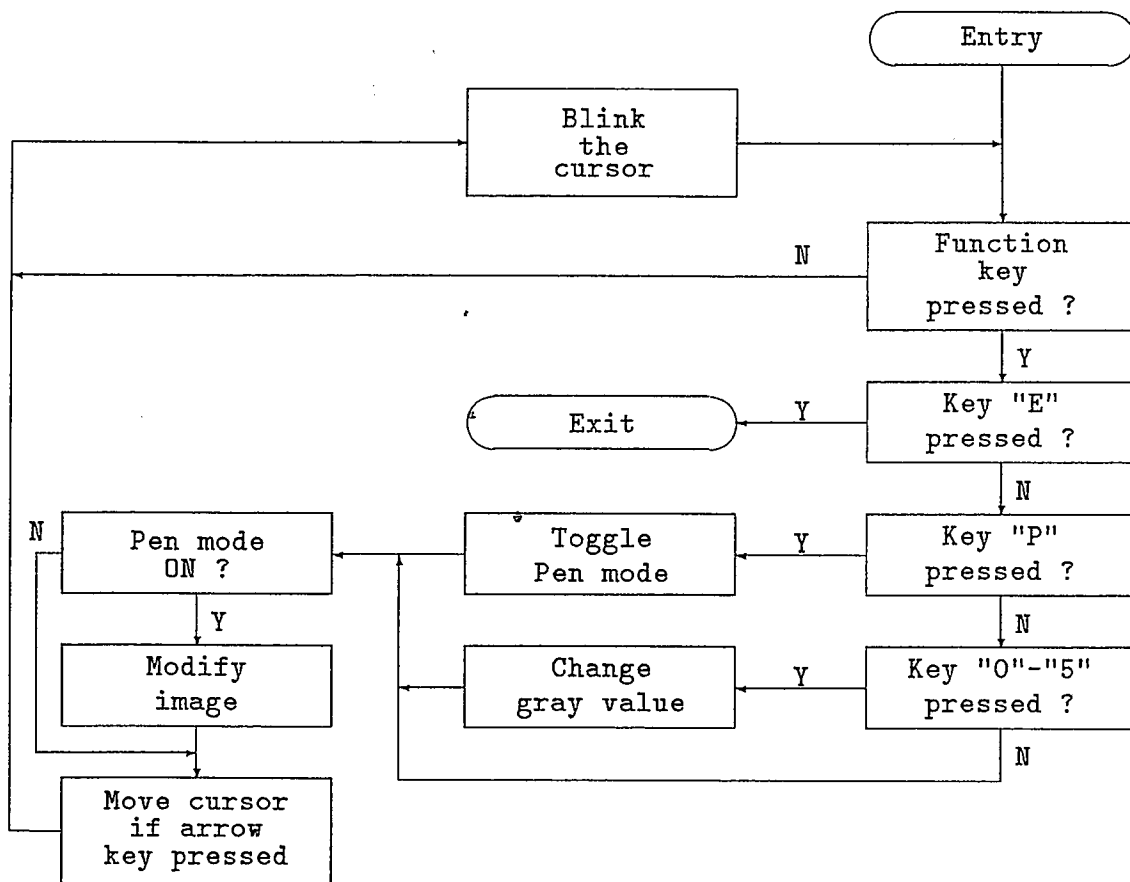 Entry
Blink
the
cursor
N
Function
key
pressed ?
Y
Exit
Y
Key "E"
pressed ?
N
N
Pen mode
ON ?
Toggle
Pen mode
Y
Key "P"
pressed ?
Y
N
Modify
image
Change
gray value
Y
Key "0"-"5"
pressed ?
N
Move cursor
if arrow
key pressed